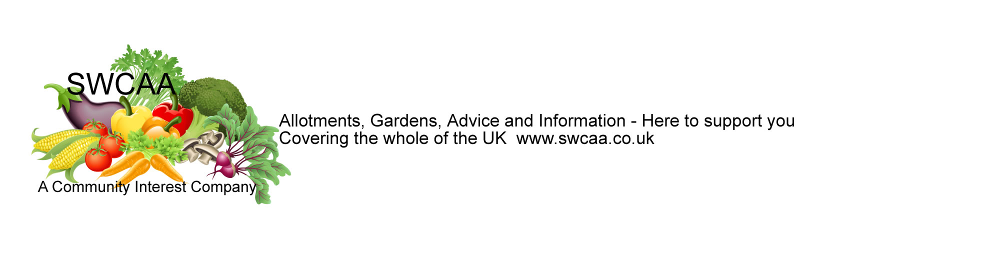 SWCAA
Allotments, Gardens, Advice and Information - Here to support you
Covering the whole of the UK  www.swcaa.co.uk
A Community Interest Company